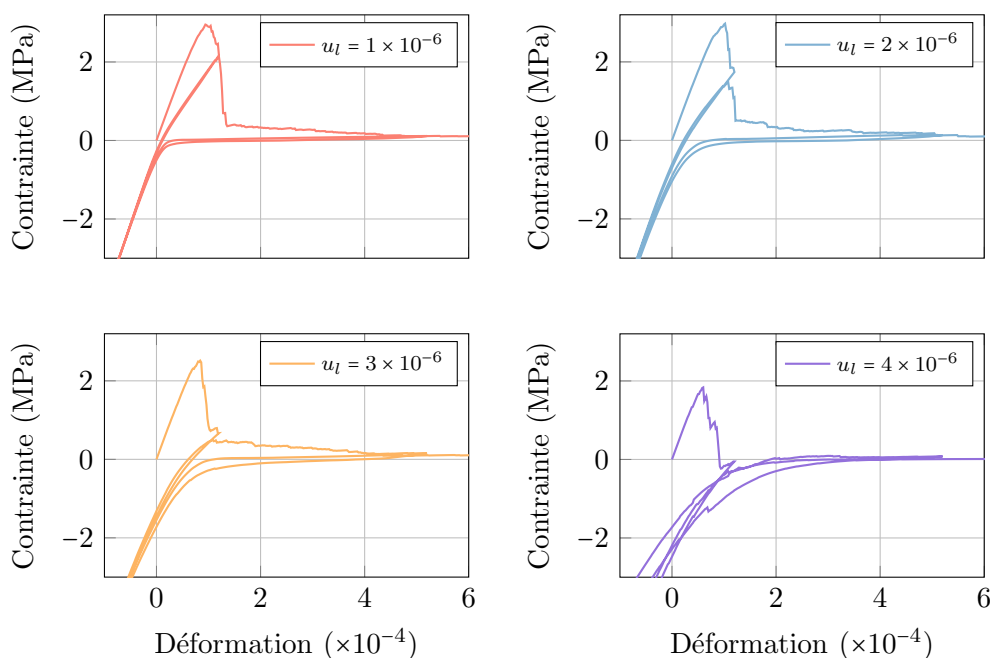 Contrainte (MPa)
2
0
−2
u_l = 1 × 10⁻⁶
Contrainte (MPa)
2
0
−2
u_l = 2 × 10⁻⁶
Contrainte (MPa)
2
0
−2
u_l = 3 × 10⁻⁶
0 2 4 6
Déformation (×10⁻⁴)
Contrainte (MPa)
2
0
−2
u_l = 4 × 10⁻⁶
0 2 4 6
Déformation (×10⁻⁴)